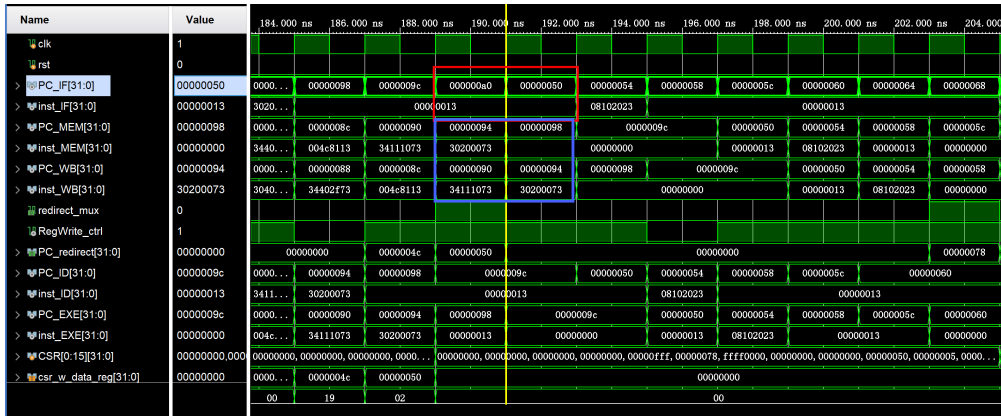 Name Value 184.000 ns 186.000 ns 188.000 ns 190.000 ns 192.000 ns 194.000 ns 196.000 ns 198.000 ns 200.000 ns 202.000 ns 204.00
clk 1
rst 0
PC_IF[31:0] 00000050 0000... 00000098 0000009c 000000a0 00000050 00000054 00000058 0000005c 00000060 00000064 00000068
inst_IF[31:0] 00000013 3020... 00000013 08102023 00000013
PC_MEM[31:0] 00000098 0000... 0000008c 00000090 00000094 00000098 0000009c 00000050 00000054 00000058 0000005c
inst_MEM[31:0] 00000000 3440... 004c8113 34111073 30200073 00000000 00000013 08102023 00000013 00000000
PC_WB[31:0] 00000094 0000... 00000088 0000008c 00000090 00000094 00000098 0000009c 00000050 00000054 00000058
inst_WB[31:0] 30200073 3040... 34402f73 004c8113 34111073 30200073 00000000 00000013 08102023 00000000
redirect_mux 0
RegWrite_ctrl 1
PC_redirect[31:0] 00000000 00000000 0000004c 00000050 00000000 00000078
PC_ID[31:0] 0000009c 0000... 00000094 00000098 0000009c 00000050 00000054 00000058 0000005c 00000060
inst_ID[31:0] 00000013 3411... 30200073 00000013 08102023 00000013
PC_EXE[31:0] 0000009c 0000... 00000090 00000094 00000098 0000009c 00000050 00000054 00000058 0000005c 00000060
inst_EXE[31:0] 00000000 004c... 34111073 30200073 00000013 00000000 00000013 08102023 00000013 00000000
CSR[0:15][31:0] 00000000,000 00000000, 00000000, 00000000, 0000... 00000000, 00000000, 00000000, 00000000, 00000fff, 00000078, ffff0000, 00000000, 00000000, 00000050, 00000005, 0000...
csr_w_data_reg[31:0] 00000000 0000... 0000004c 00000050 00000000
00 19 02 00